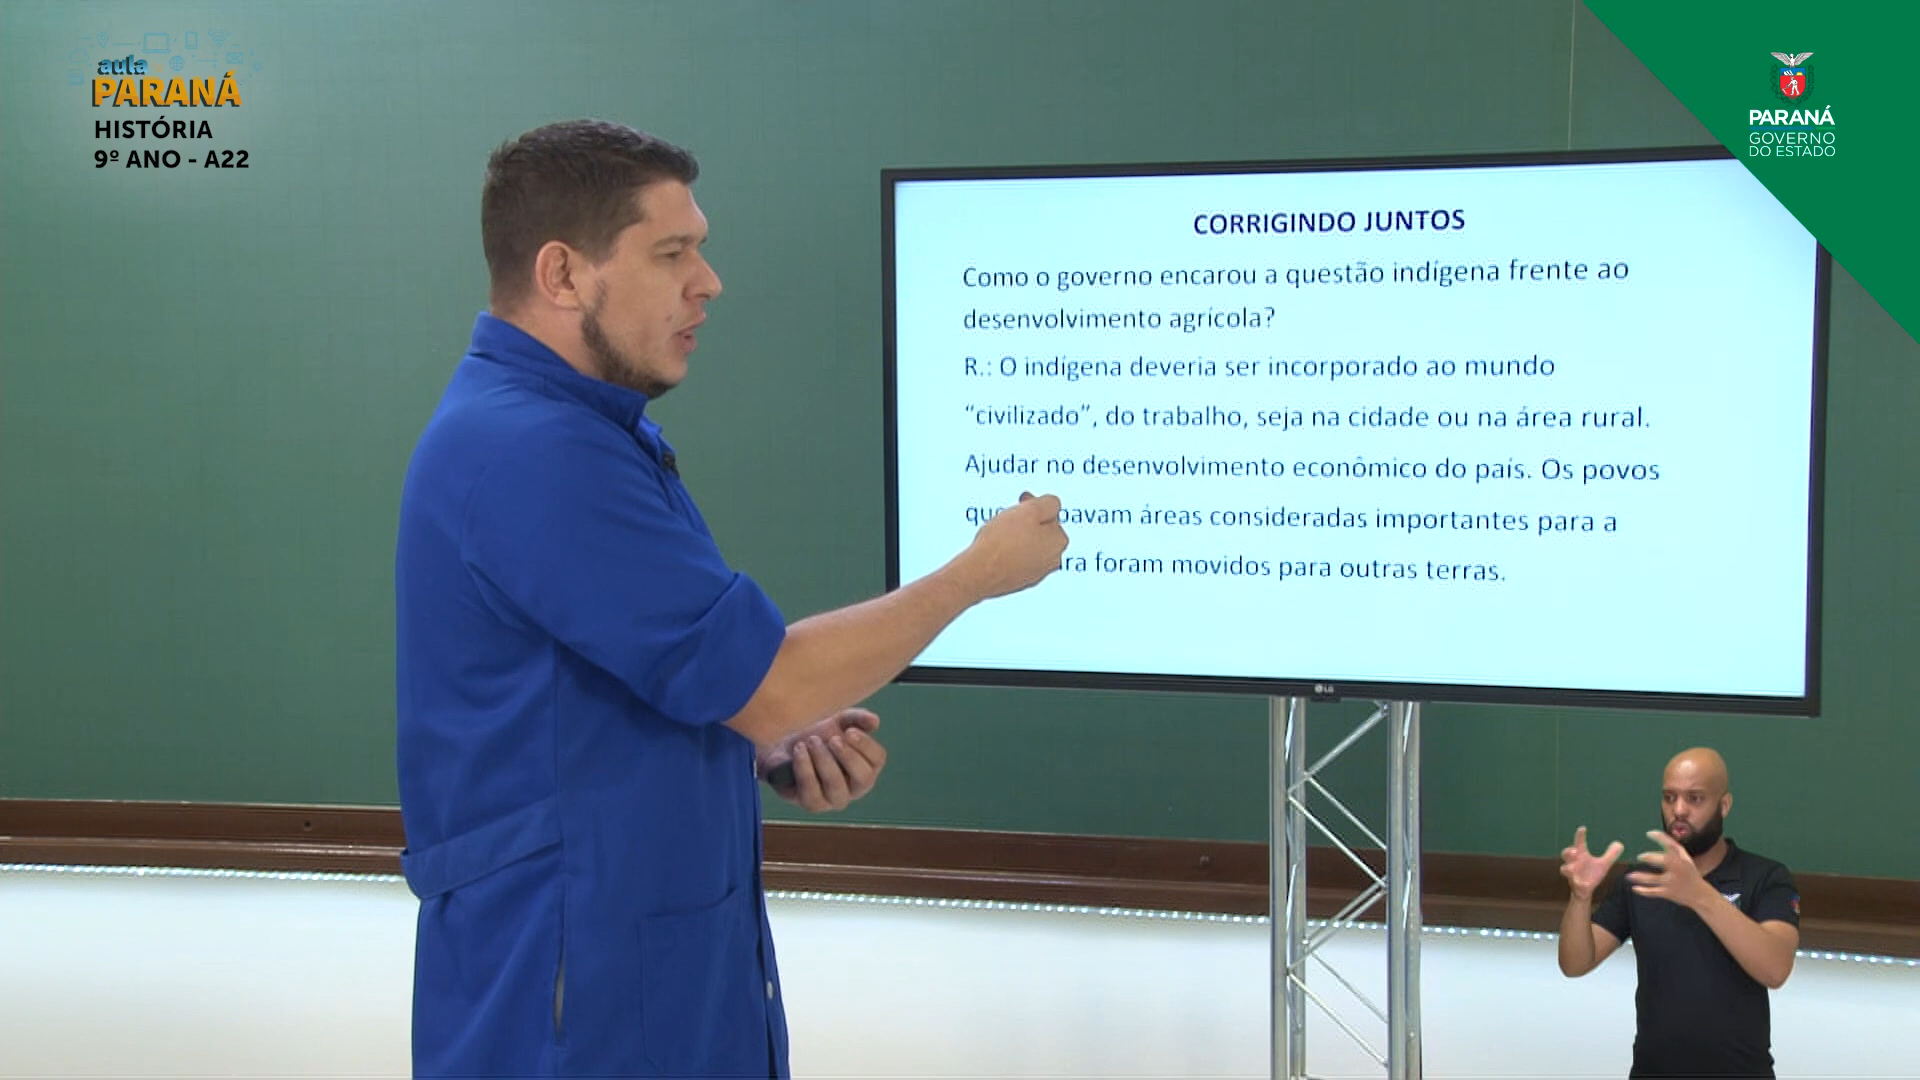 aula
PARANÁ
HISTÓRIA
9º ANO - A22
PARANÁ
GOVERNO
DO ESTADO
CORRIGINDO JUNTOS
Como o governo encarou a questão indígena frente ao
desenvolvimento agrícola?
R.: O indígena deveria ser incorporado ao mundo
“civilizado”, do trabalho, seja na cidade ou na área rural.
Ajudar no desenvolvimento econômico do país. Os povos
áreas consideradas importantes para a
foram movidos para outras terras.
LG